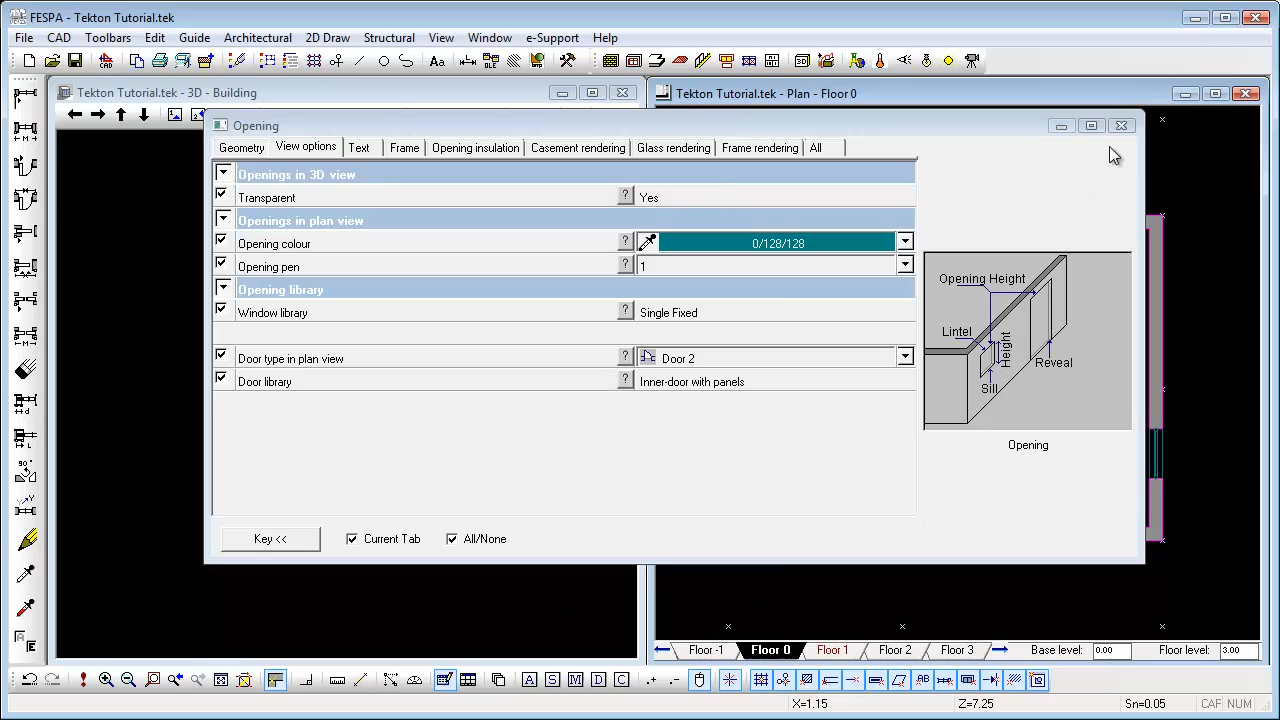 FESPA - Tekton Tutorial.tek
File CAD Toolbars Edit Guide Architectural 2D Draw Structural View Window e-Support Help
Tekton Tutorial.tek - 3D - Building
Tekton Tutorial.tek - Plan - Floor 0
Opening
Geometry View options Text Frame Opening insulation Casement rendering Glass rendering Frame rendering All
Openings in 3D view
Transparent ? Yes
Openings in plan view
Opening colour ? 0/128/128
Opening pen ? 1
Opening library
Window library ? Single Fixed
Door type in plan view ? Door 2
Door library ? Inner-door with panels
Opening Height
Lintel
Height
Reveal
Sill
Opening
Key << Current Tab All/None
Floor -1 Floor 0 Floor 1 Floor 2 Floor 3 Base level: 0.00 Floor level: 3.00
A S M D C
X=1.15 Z=7.25 Sn=0.05 CAF NUM